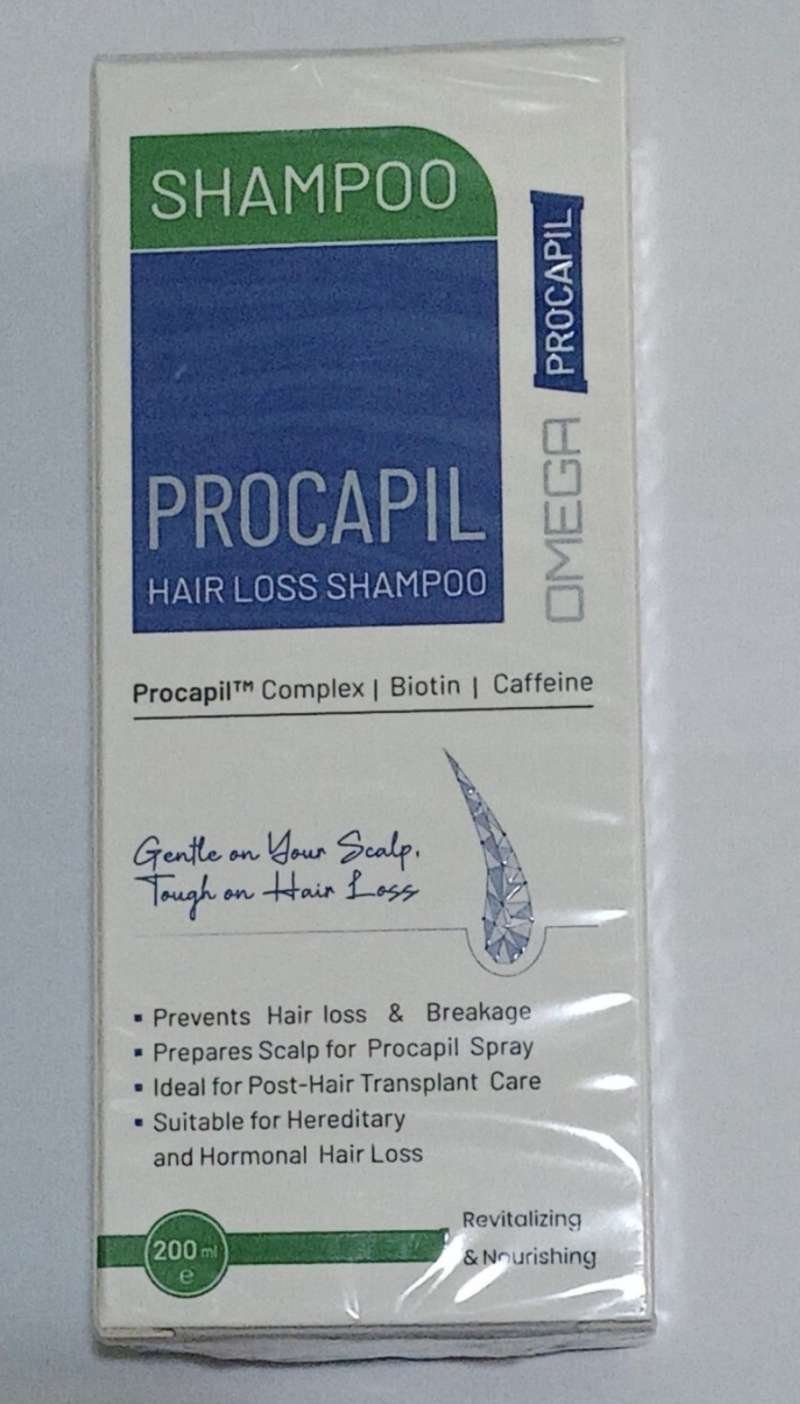 SHAMPOO
PROCAPIL
HAIR LOSS SHAMPOO
OMEGA PROCAPIL
Procapil™ Complex | Biotin | Caffeine
Gentle on Your Scalp.
Tough on Hair Loss
▪ Prevents Hair loss & Breakage
▪ Prepares Scalp for Procapil Spray
▪ Ideal for Post-Hair Transplant Care
▪ Suitable for Hereditary
and Hormonal Hair Loss
200 ml
e
Revitalizing
& Nourishing